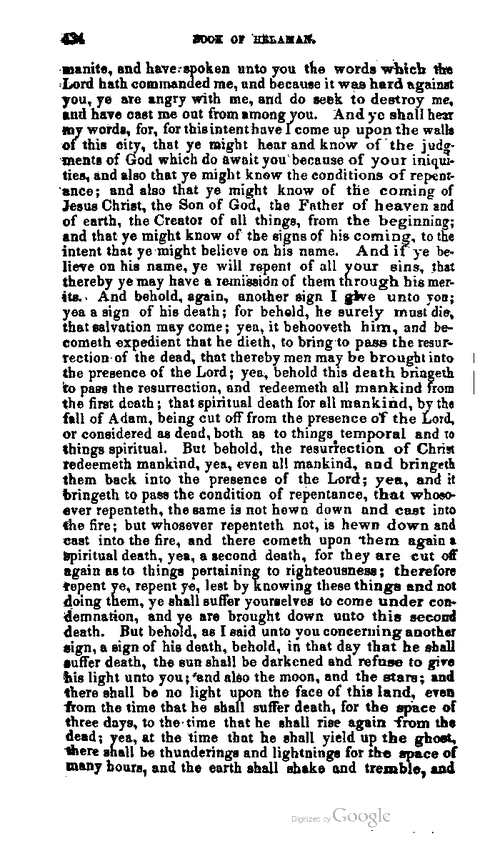 434 BOOK OF HELAMAN.
manite, and have spoken unto you the words which the
Lord hath commanded me, and because it was hard against
you, ye are angry with me, and do seek to destroy me,
and have cast me out from among you. And ye shall hear
my words, for, for this intent have I come up upon the walls
of this city, that ye might hear and know of the judg-
ments of God which do await you because of your iniqui-
ties, and also that ye might know the conditions of repent-
ance; and also that ye might know of the coming of
Jesus Christ, the Son of God, the Father of heaven and
of earth, the Creator of all things, from the beginning;
and that ye might know of the signs of his coming, to the
intent that ye might believe on his name. And if ye be-
lieve on his name, ye will repent of all your sins, that
thereby ye may have a remission of them through his mer-
its. And behold, again, another sign I give unto you;
yea a sign of his death; for behold, he surely must die,
that salvation may come; yea, it behooveth him, and be-
cometh expedient that he dieth, to bring to pass the resur-
rection of the dead, that thereby men may be brought into
the presence of the Lord; yea, behold this death bringeth
to pass the resurrection, and redeemeth all mankind from
the first death; that spiritual death for all mankind, by the
fall of Adam, being cut off from the presence of the Lord,
or considered as dead, both as to things temporal and to
things spiritual. But behold, the resurrection of Christ
redeemeth mankind, yea, even all mankind, and bringeth
them back into the presence of the Lord; yea, and it
bringeth to pass the condition of repentance, that whoso-
ever repenteth, the same is not hewn down and cast into
the fire; but whosever repenteth not, is hewn down and
cast into the fire, and there cometh upon them again a
spiritual death, yea, a second death, for they are cut off
again as to things pertaining to righteousness; therefore
repent ye, repent ye, lest by knowing these things and not
doing them, ye shall suffer yourselves to come under con-
demnation, and ye are brought down unto this second
death. But behold, as I said unto you concerning another
sign, a sign of his death, behold, in that day that he shall
suffer death, the sun shall be darkened and refuse to give
his light unto you; and also the moon, and the stars; and
there shall be no light upon the face of this land, even
from the time that he shall suffer death, for the space of
three days, to the time that he shall rise again from the
dead; yea, at the time that he shall yield up the ghost,
there shall be thunderings and lightnings for the space of
many hours, and the earth shall shake and tremble, and
Digitized by Google